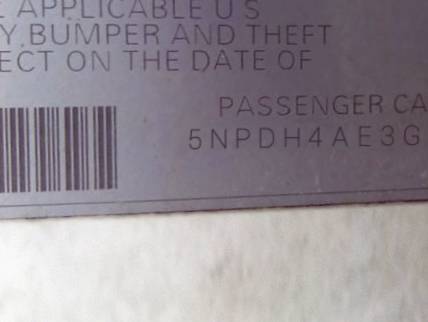 E APPLICABLE U S
Y, BUMPER AND THEFT
ECT ON THE DATE OF
PASSENGER CA
5NPDH4AE3G